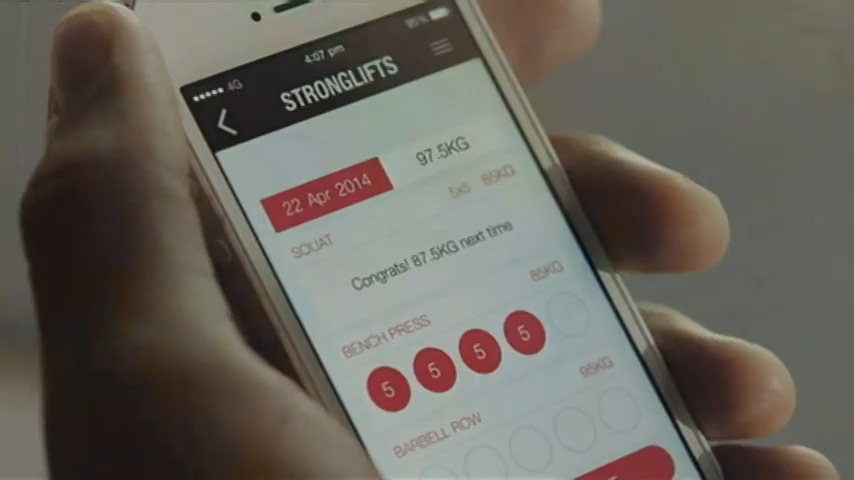 4G 4:07 pm 95%
STRONGLIFTS
22 Apr 2014 97.5KG
SQUAT 5x5 85KG
Congrats! 87.5KG next time
BENCH PRESS 85KG
5 5 5 5
BARBELL ROW 95KG